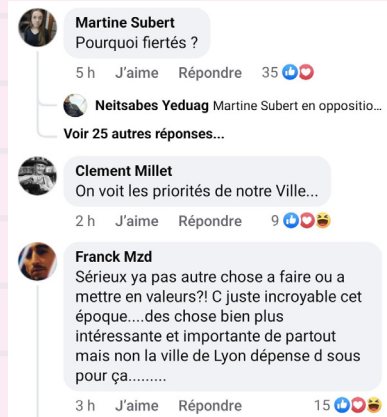 Martine Subert
Pourquoi fiertés ?
5 h J’aime Répondre 35
Neitsabes Yeduag Martine Subert en oppositio...
Voir 25 autres réponses...
Clement Millet
On voit les priorités de notre Ville...
2 h J’aime Répondre 9
Franck Mzd
Sérieux ya pas autre chose a faire ou a
mettre en valeurs?! C juste incroyable cet
époque....des chose bien plus
intéressante et importante de partout
mais non la ville de Lyon dépense d sous
pour ça.........
3 h J’aime Répondre 15